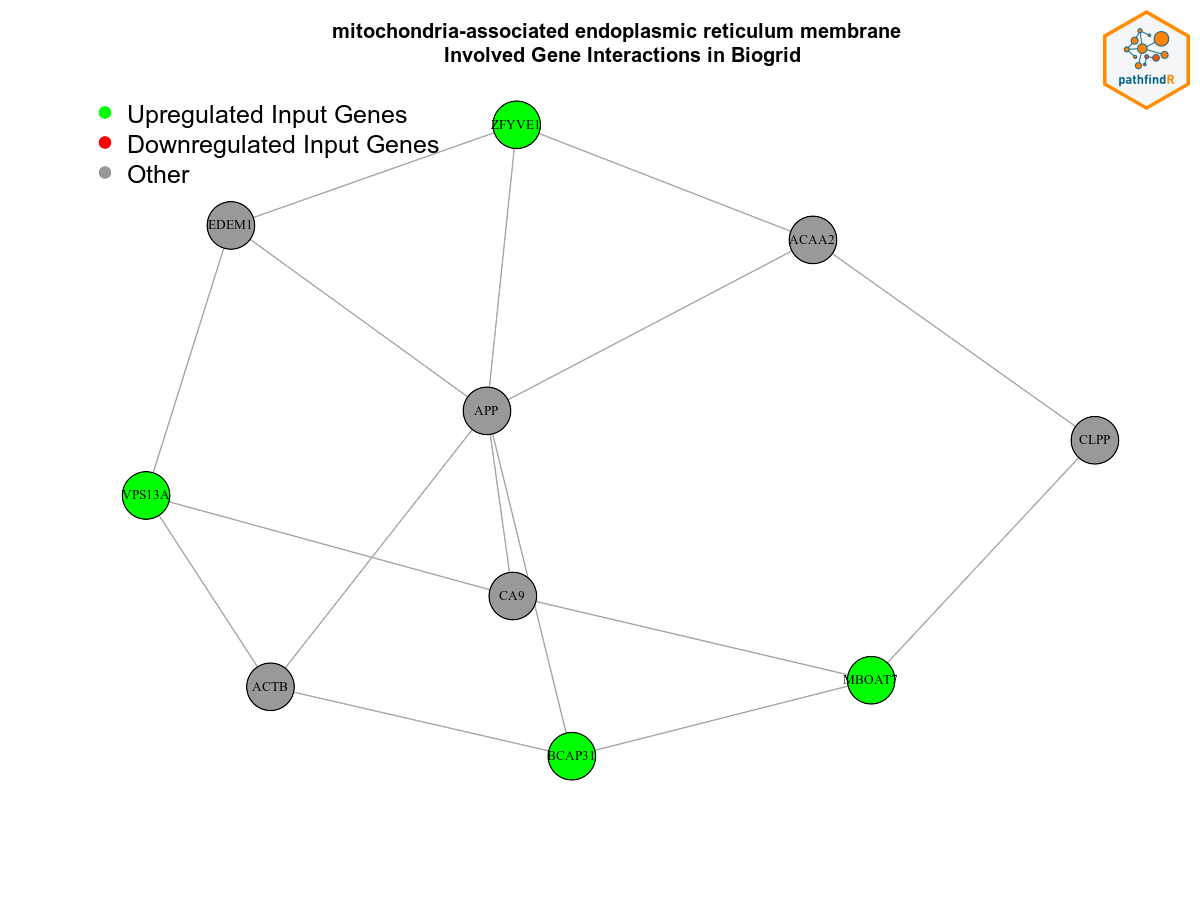 mitochondria-associated endoplasmic reticulum membrane
Involved Gene Interactions in Biogrid
pathfindR
Upregulated Input Genes
Downregulated Input Genes
Other
ZFYVE1
EDEM1
ACAA2
APP
CLPP
VPS13A
CA9
ACTB
MBOAT7
BCAP31